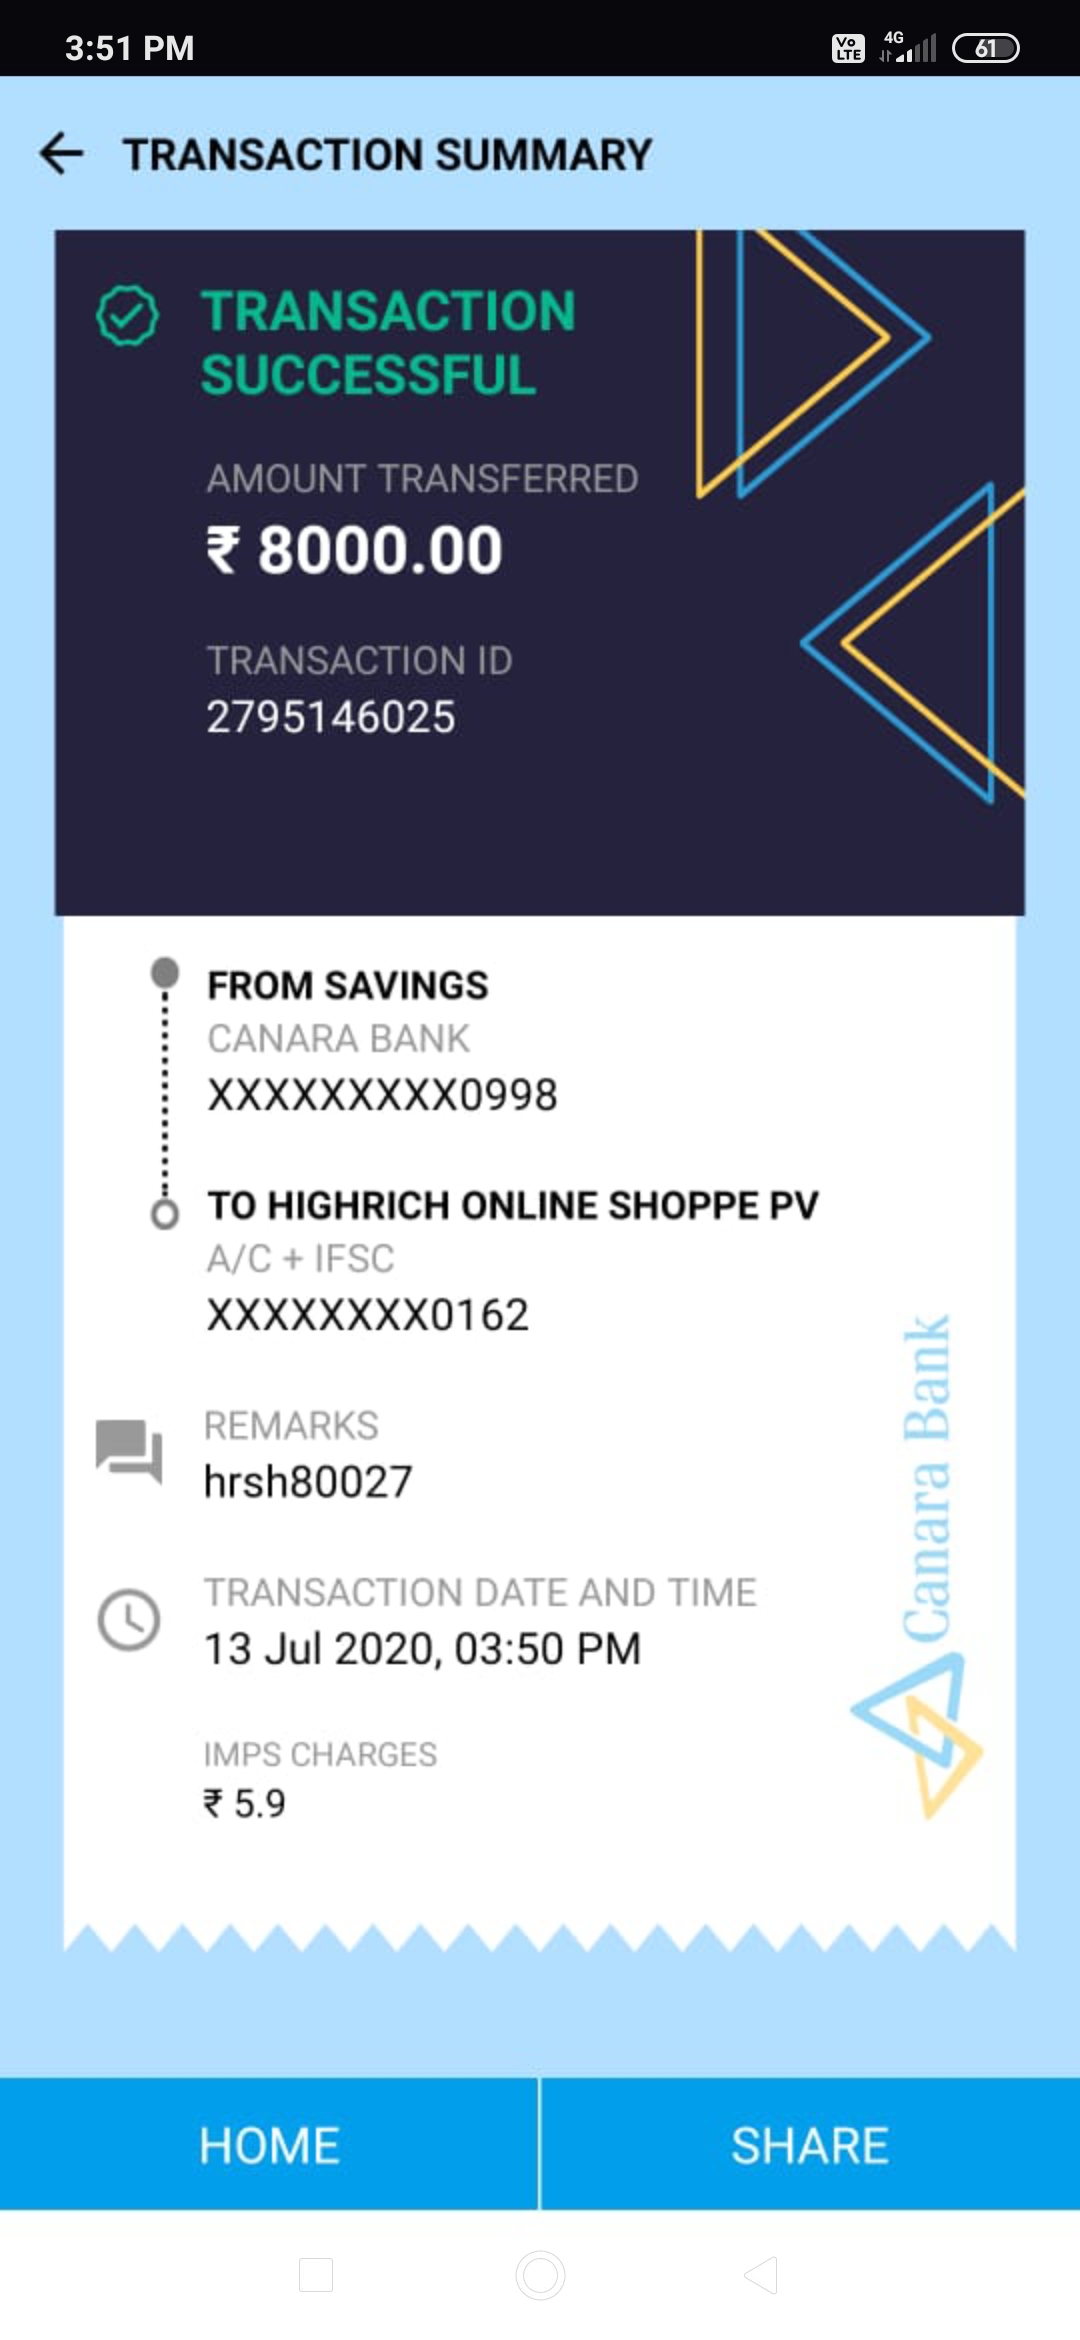 3:51 PM
Vo LTE 4G 61
TRANSACTION SUMMARY
TRANSACTION
SUCCESSFUL
AMOUNT TRANSFERRED
₹ 8000.00
TRANSACTION ID
2795146025
FROM SAVINGS
CANARA BANK
XXXXXXXXX0998
TO HIGHRICH ONLINE SHOPPE PV
A/C + IFSC
XXXXXXXX0162
REMARKS
hrsh80027
TRANSACTION DATE AND TIME
13 Jul 2020, 03:50 PM
IMPS CHARGES
₹ 5.9
Canara Bank
HOME
SHARE